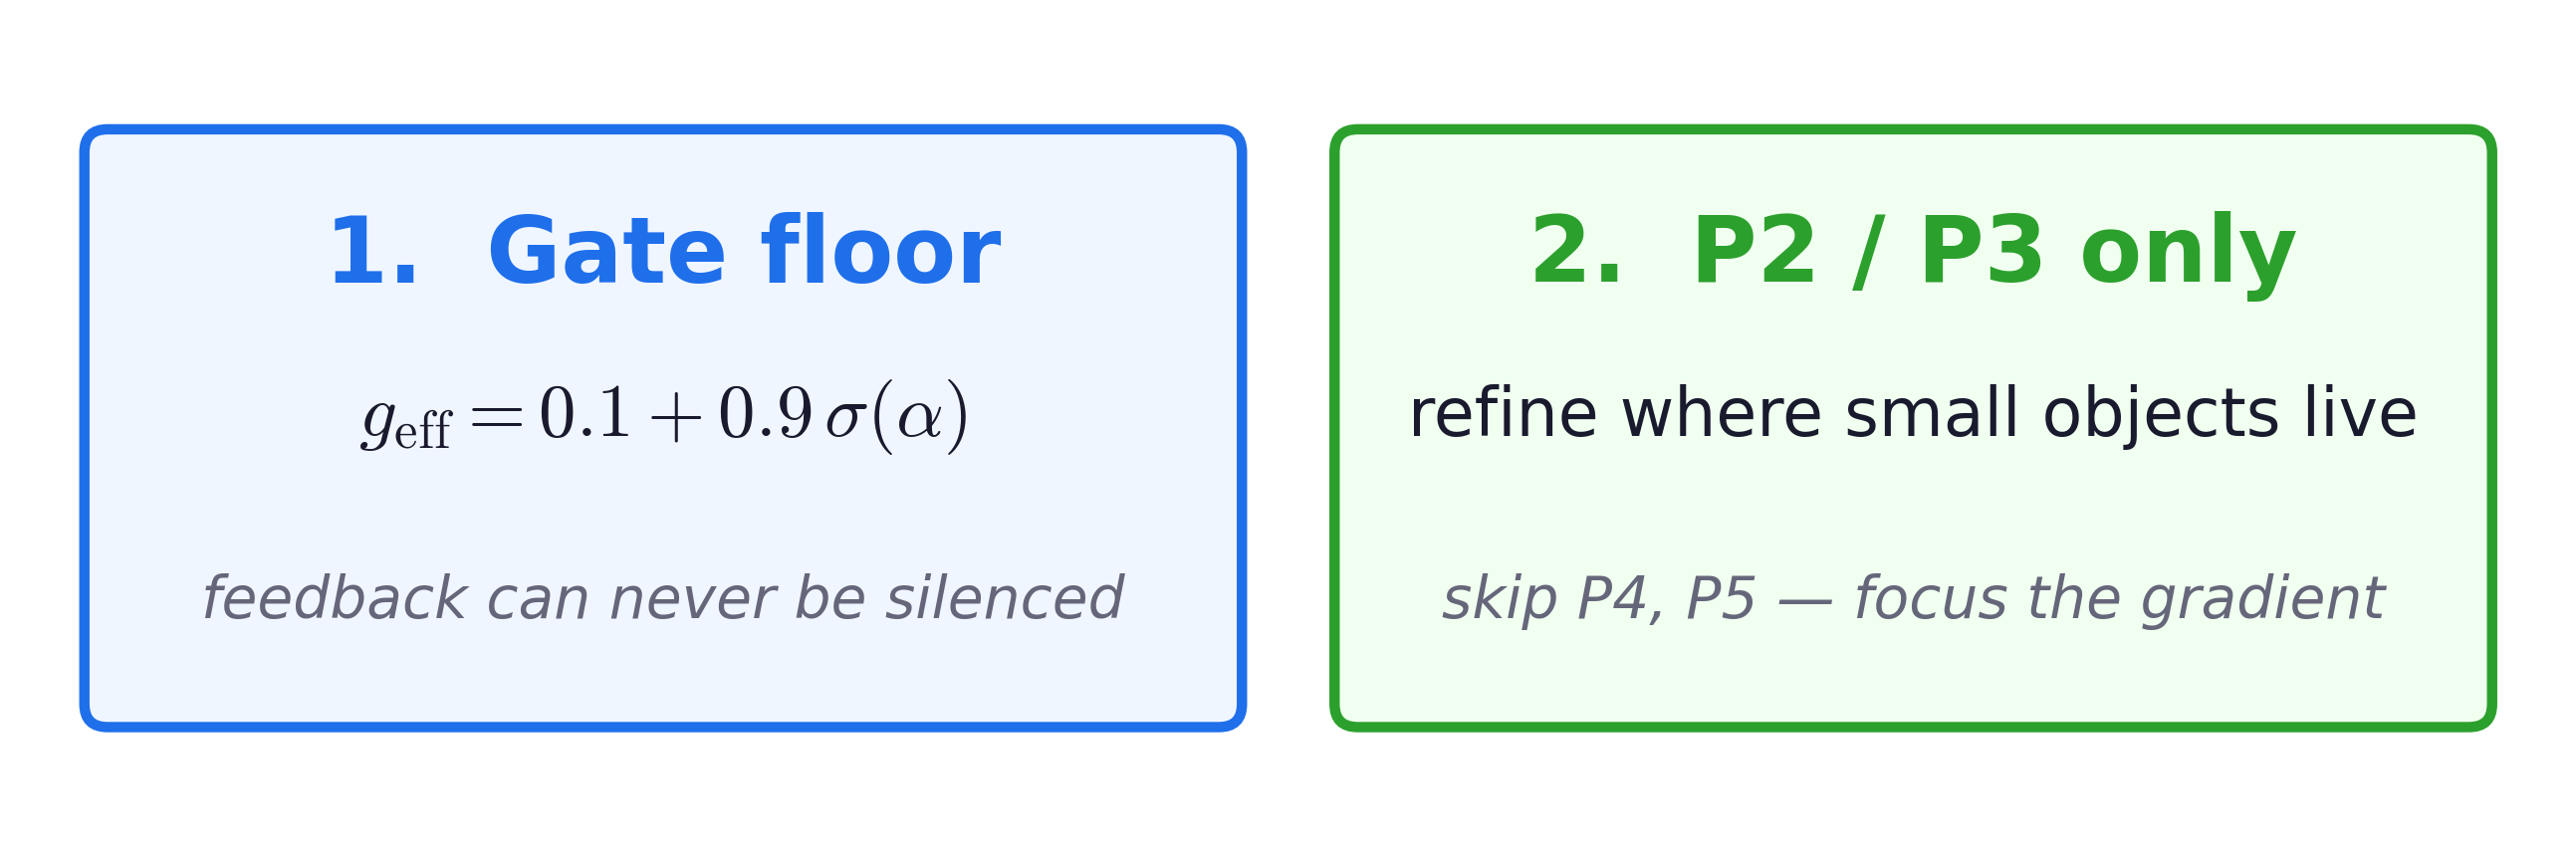 1. Gate floor
g_eff = 0.1 + 0.9 σ(α)
feedback can never be silenced
2. P2 / P3 only
refine where small objects live
skip P4, P5 — focus the gradient